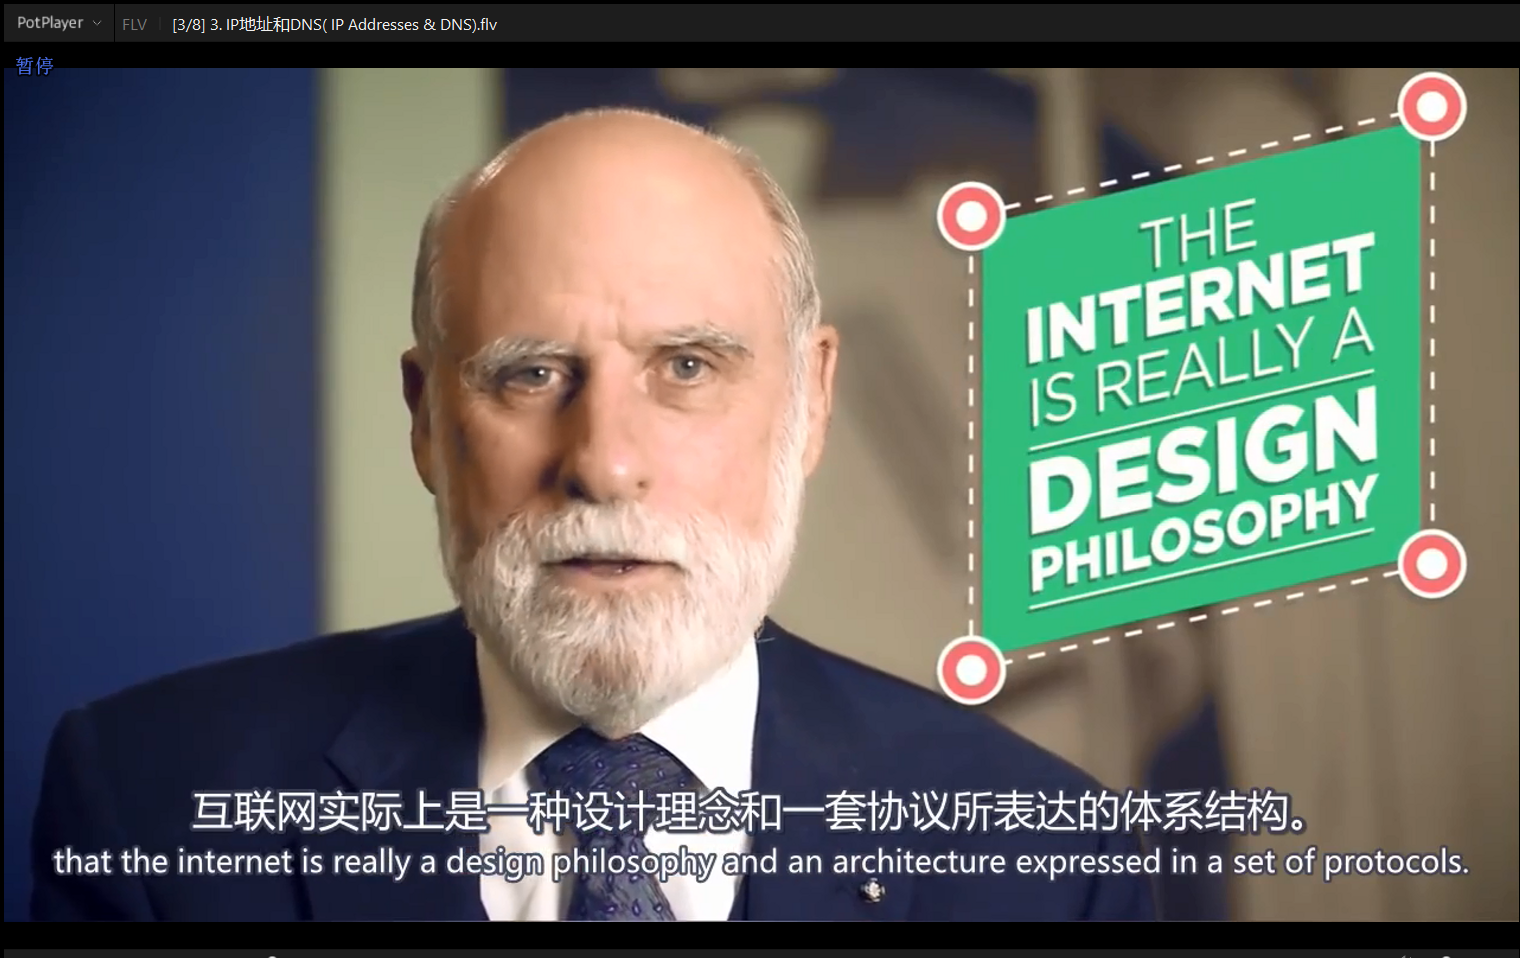 PotPlayer FLV [3/8] 3. IP地址和DNS( IP Addresses & DNS).flv
暂停
THE
INTERNET
IS REALLY A
DESIGN
PHILOSOPHY
互联网实际上是一种设计理念和一套协议所表达的体系结构。
that the internet is really a design philosophy and an architecture expressed in a set of protocols.